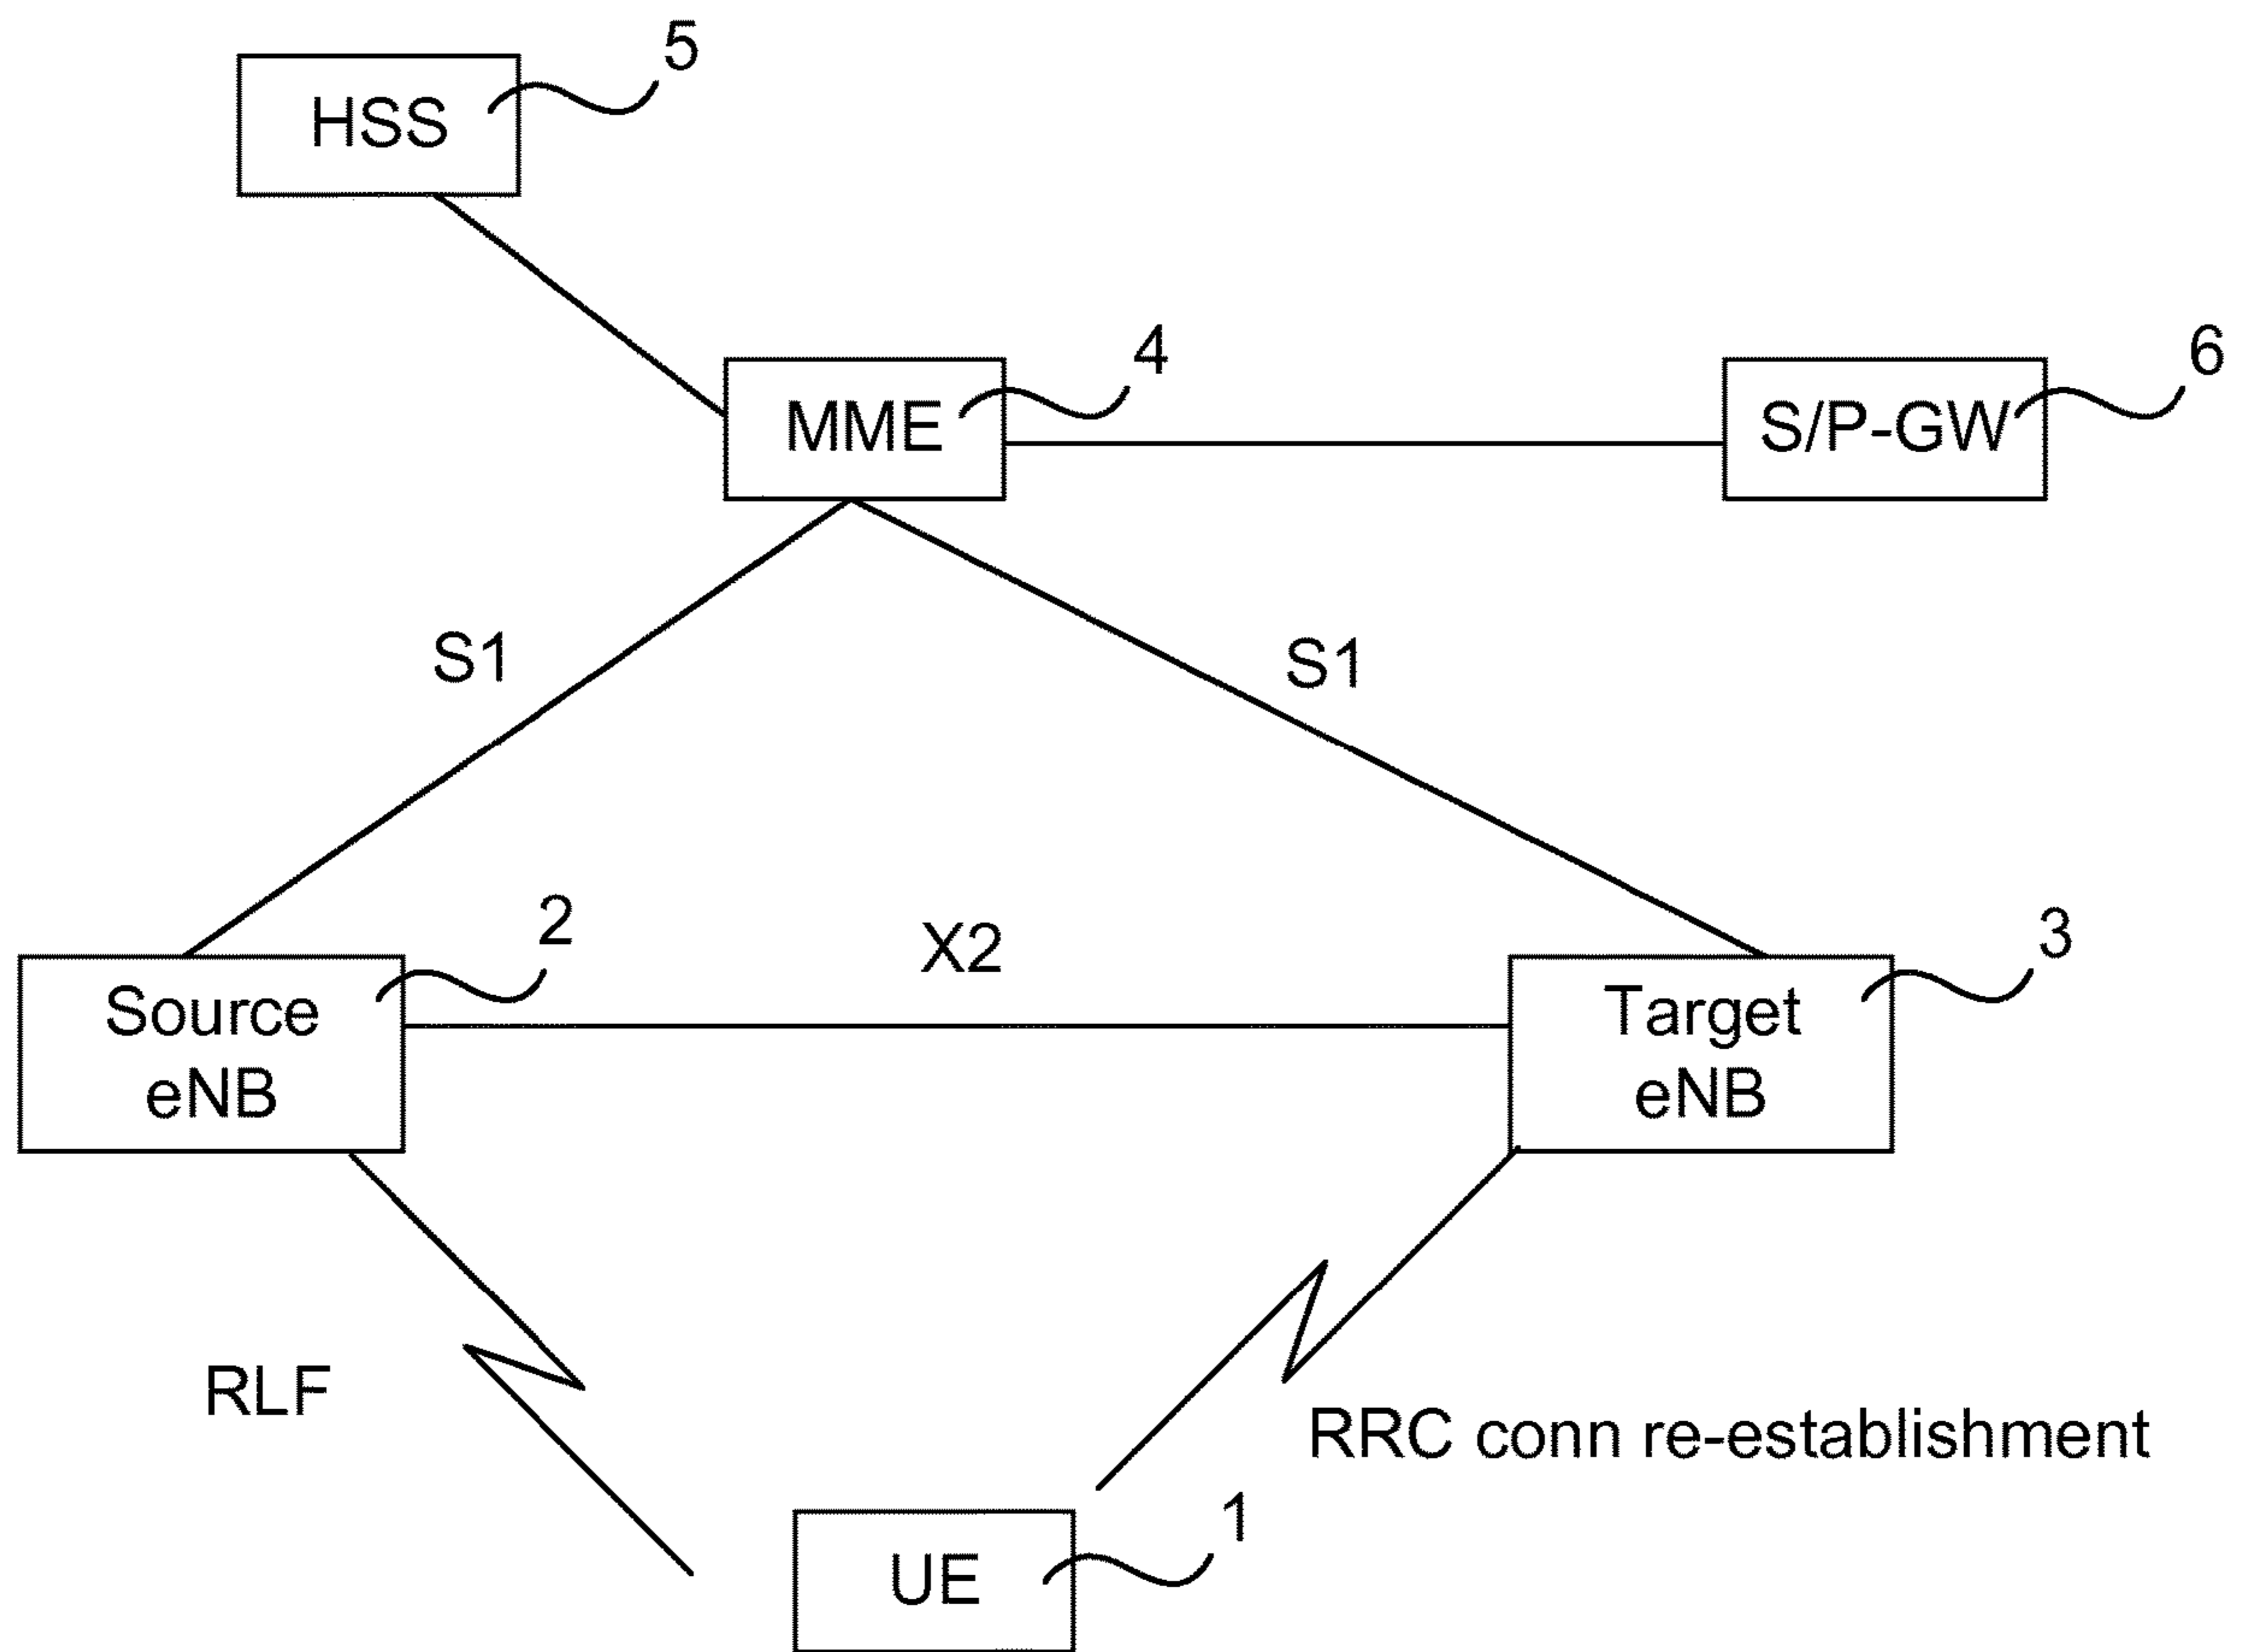 5
HSS
4
MME
6
S/P-GW
S1
S1
2
Source
eNB
X2
3
Target
eNB
RLF
RRC conn re-establishment
1
UE